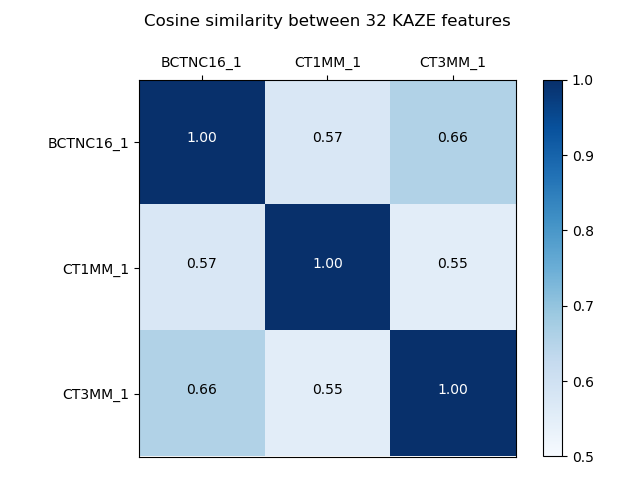 Cosine similarity between 32 KAZE features
BCTNC16_1 CT1MM_1 CT3MM_1
BCTNC16_1 1.00 0.57 0.66
CT1MM_1 0.57 1.00 0.55
CT3MM_1 0.66 0.55 1.00
1.0
0.9
0.8
0.7
0.6
0.5